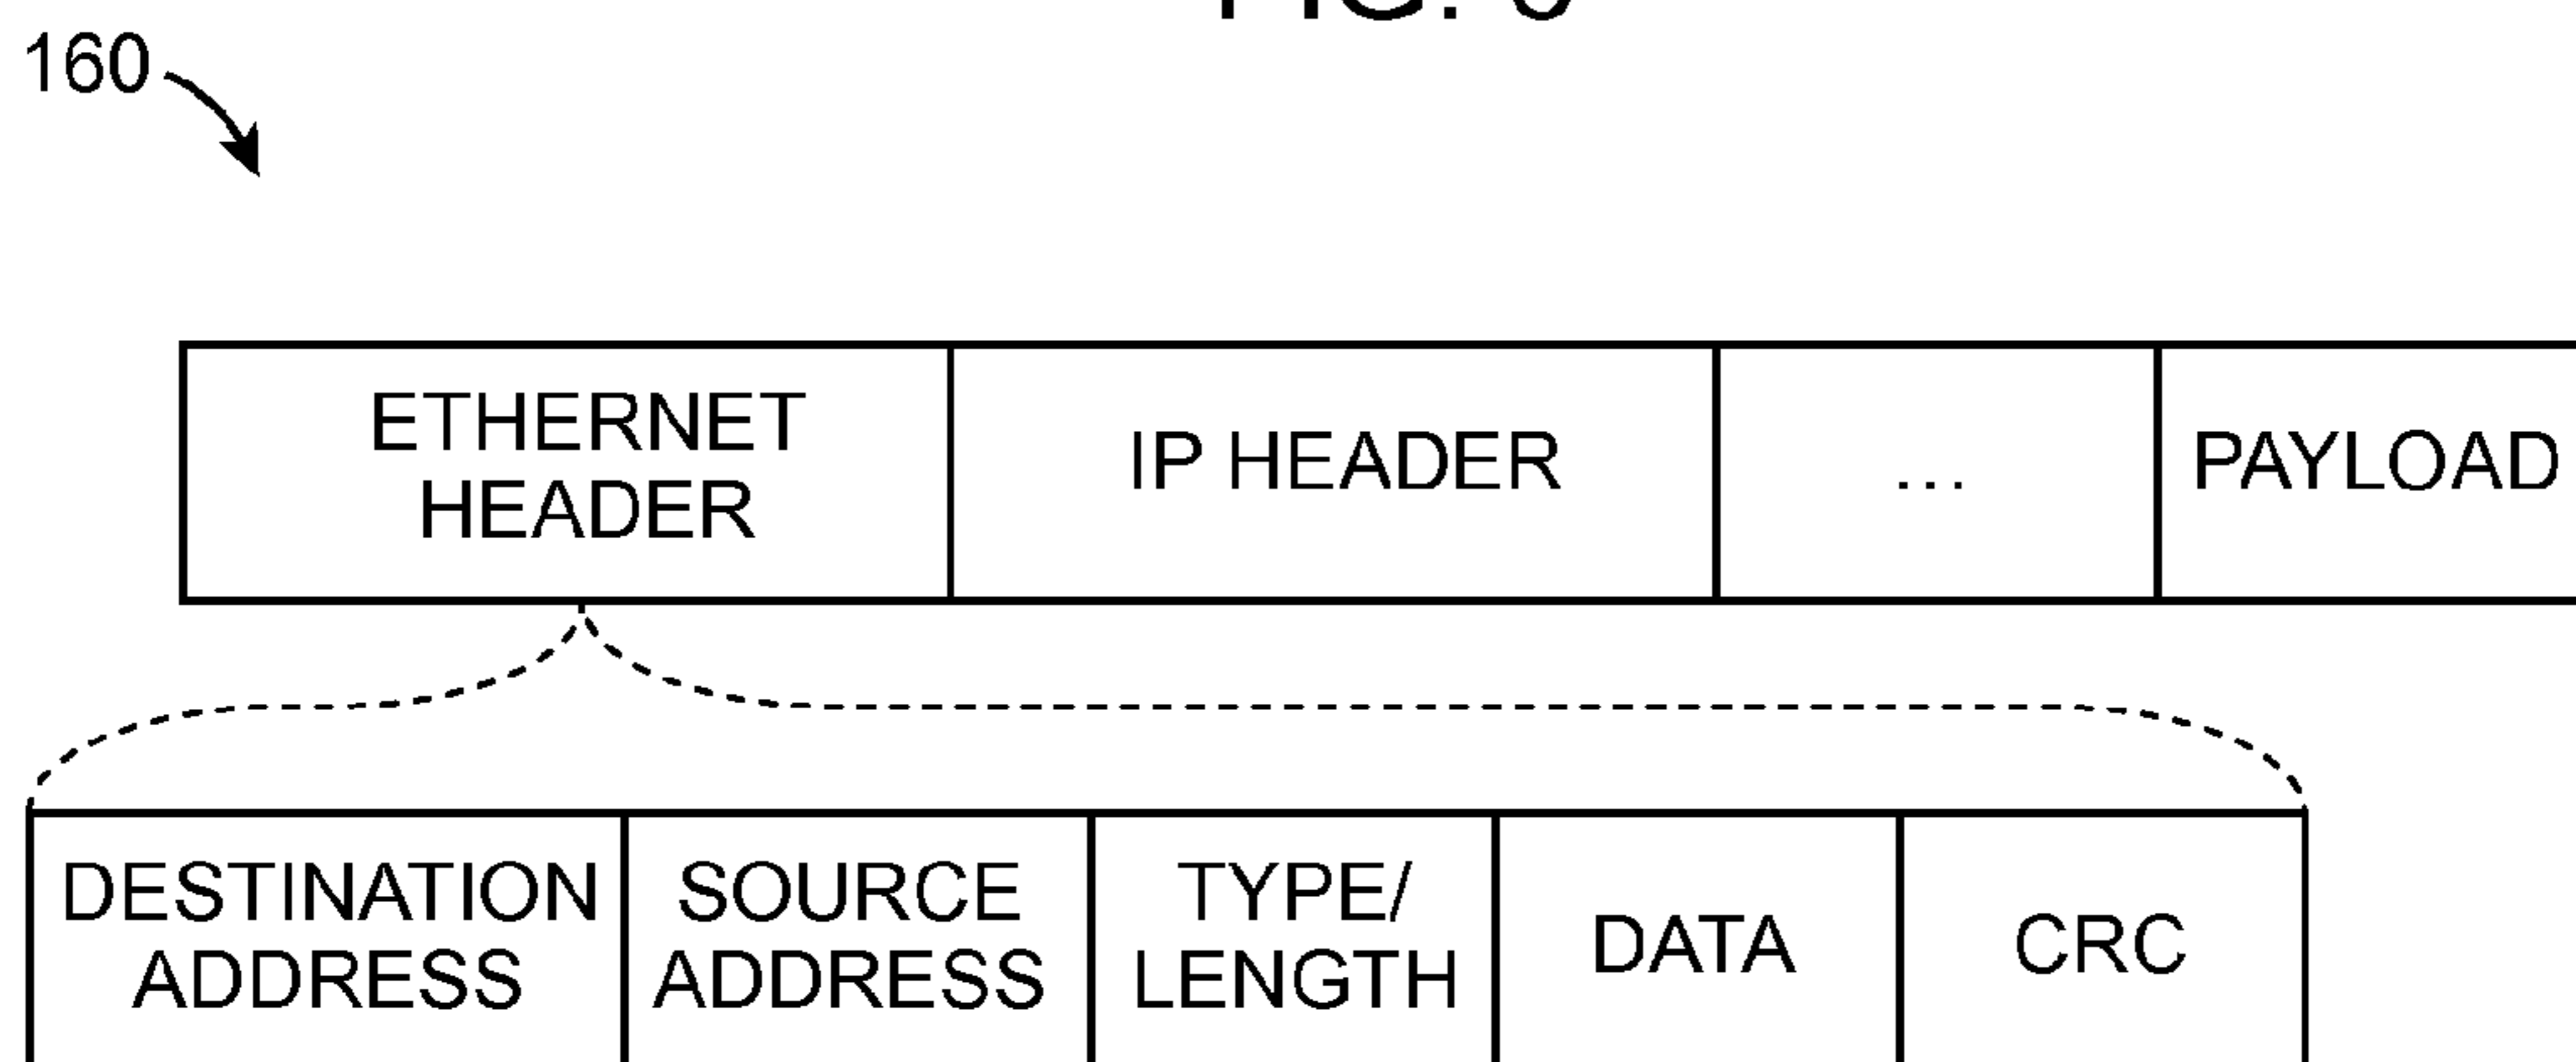 160
ETHERNET
HEADER
IP HEADER
...
PAYLOAD
DESTINATION
ADDRESS
SOURCE
ADDRESS
TYPE/
LENGTH
DATA
CRC